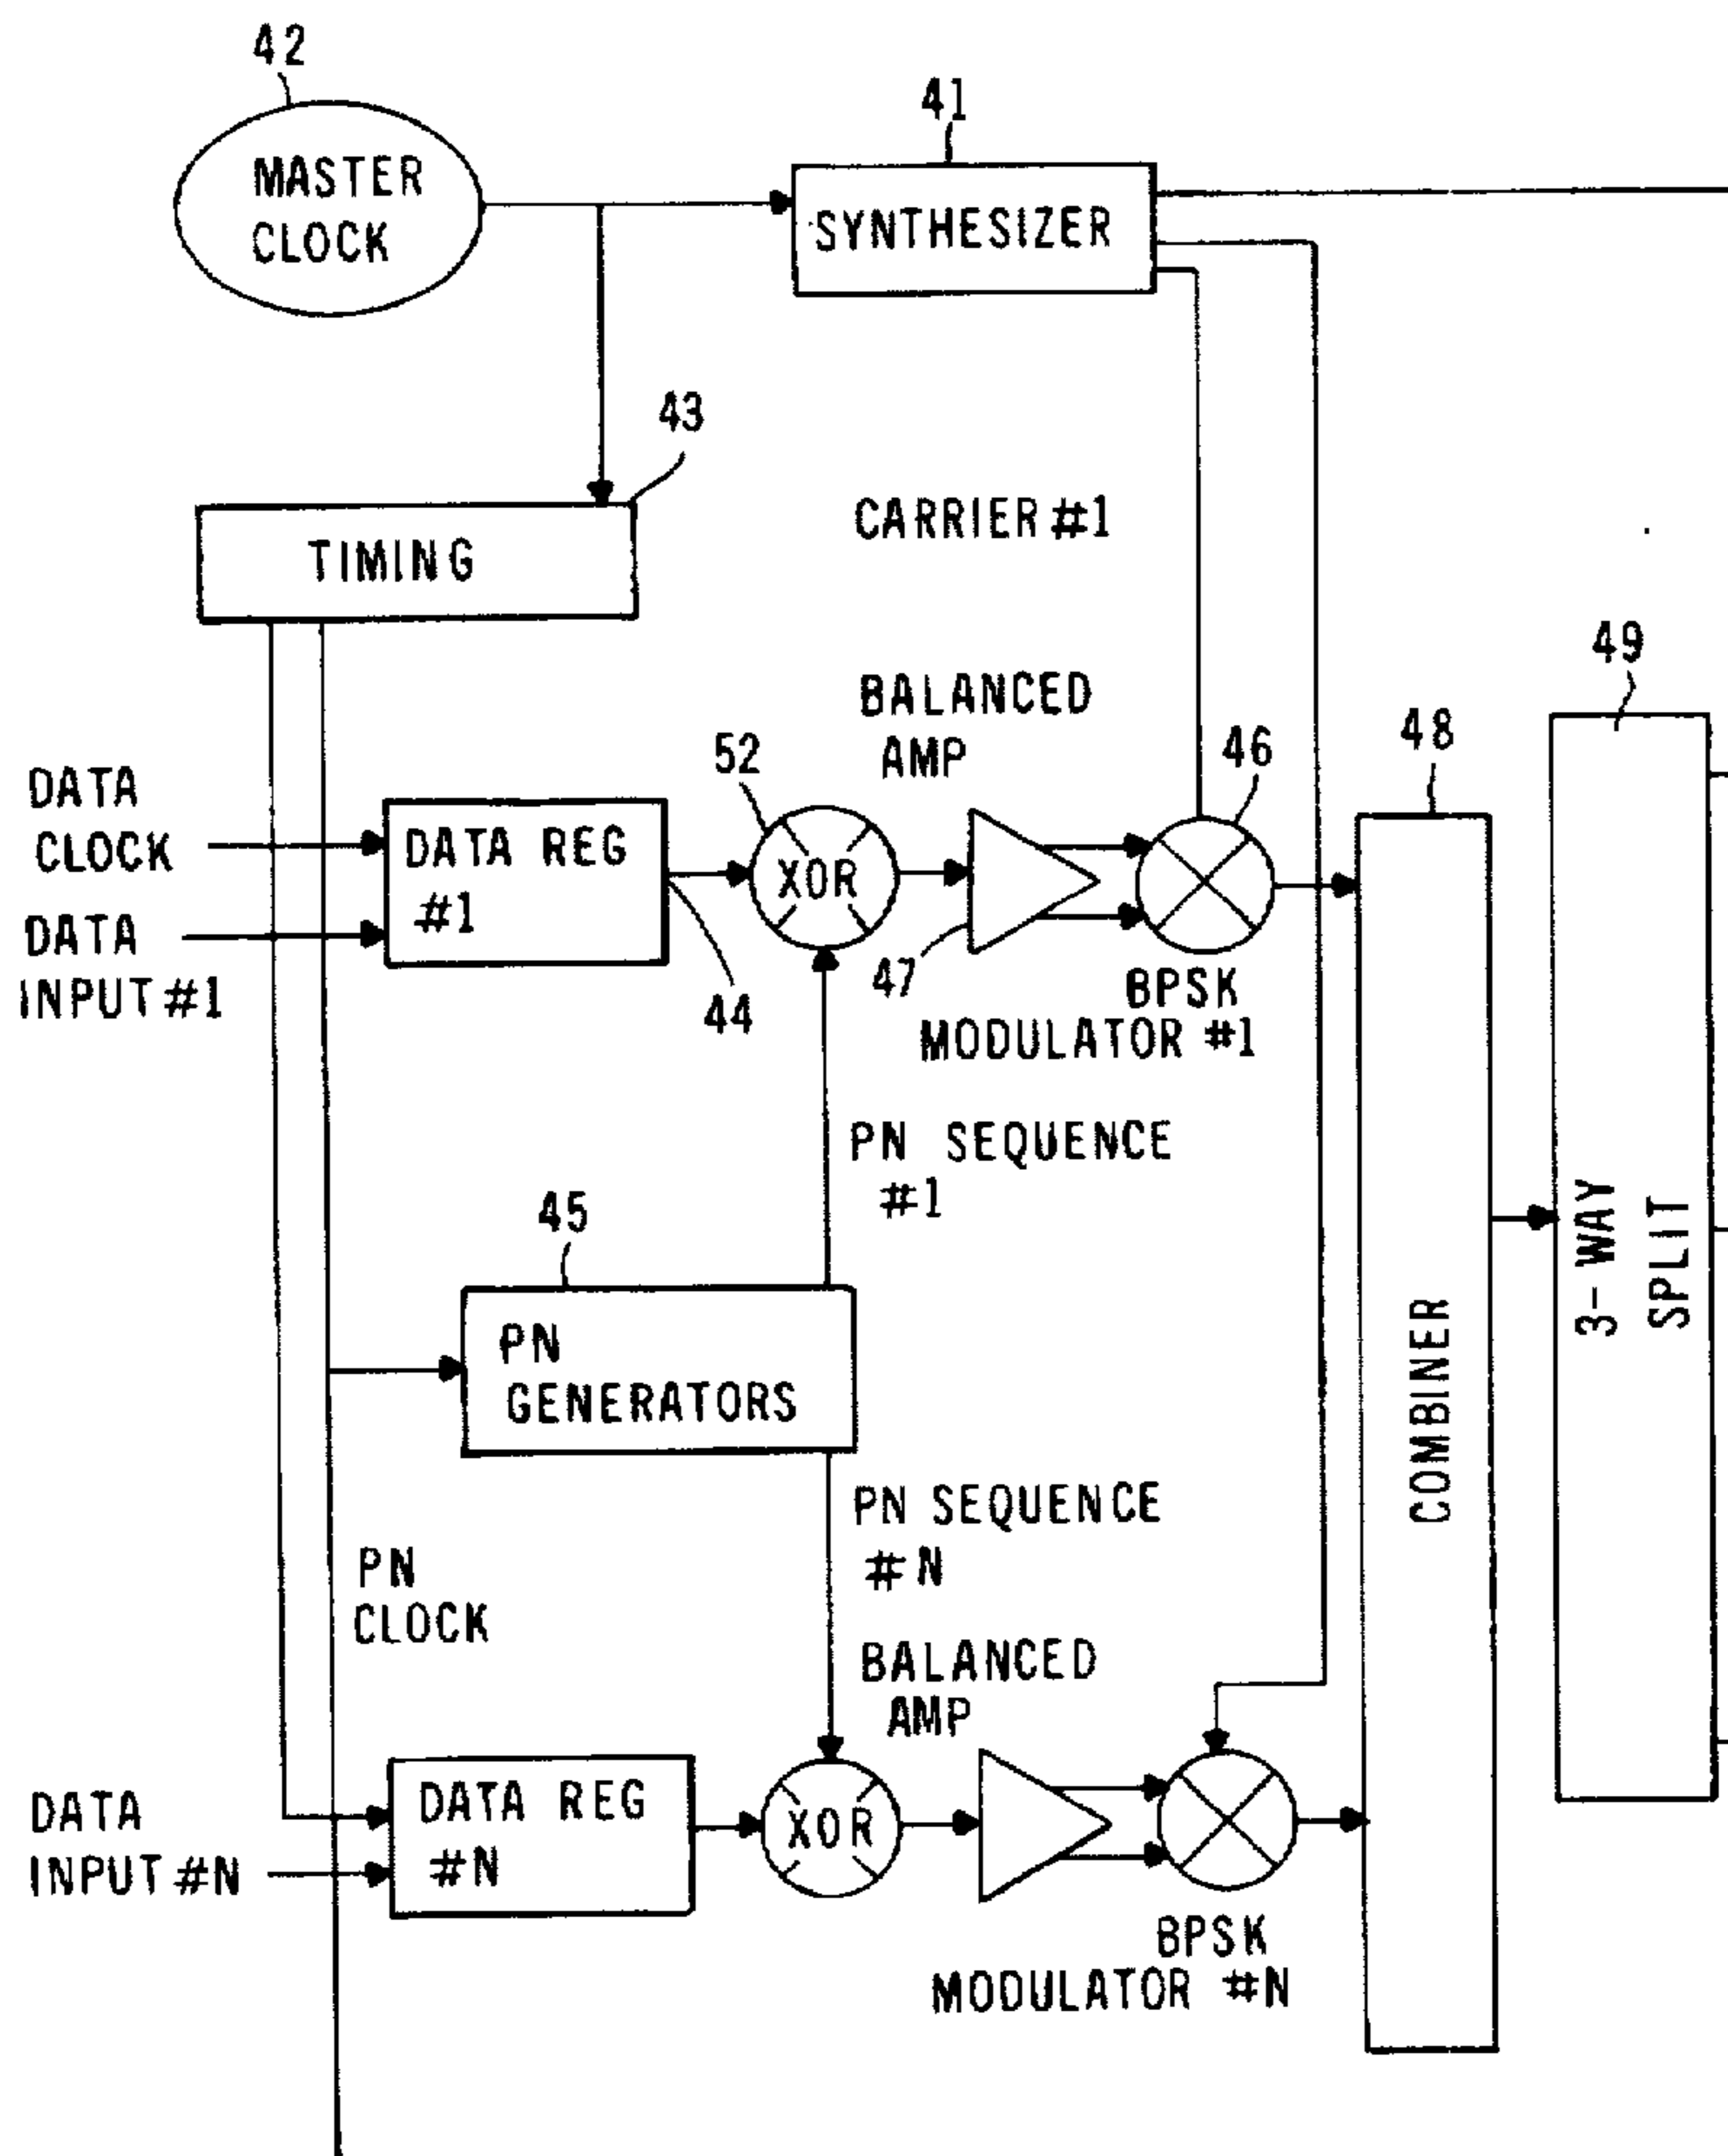 42
MASTER
CLOCK
41
SYNTHESIZER
43
TIMING
CARRIER #1
49
BALANCED
AMP
52
46
48
DATA
CLOCK
DATA REG
#1
XOR
DATA
INPUT #1
44
47
BPSK
MODULATOR #1
PN SEQUENCE
#1
45
PN
GENERATORS
3-WAY
SPLIT
COMBINER
PN SEQUENCE
#N
PN
CLOCK
BALANCED
AMP
DATA
INPUT #N
DATA REG
#N
XOR
BPSK
MODULATOR #N